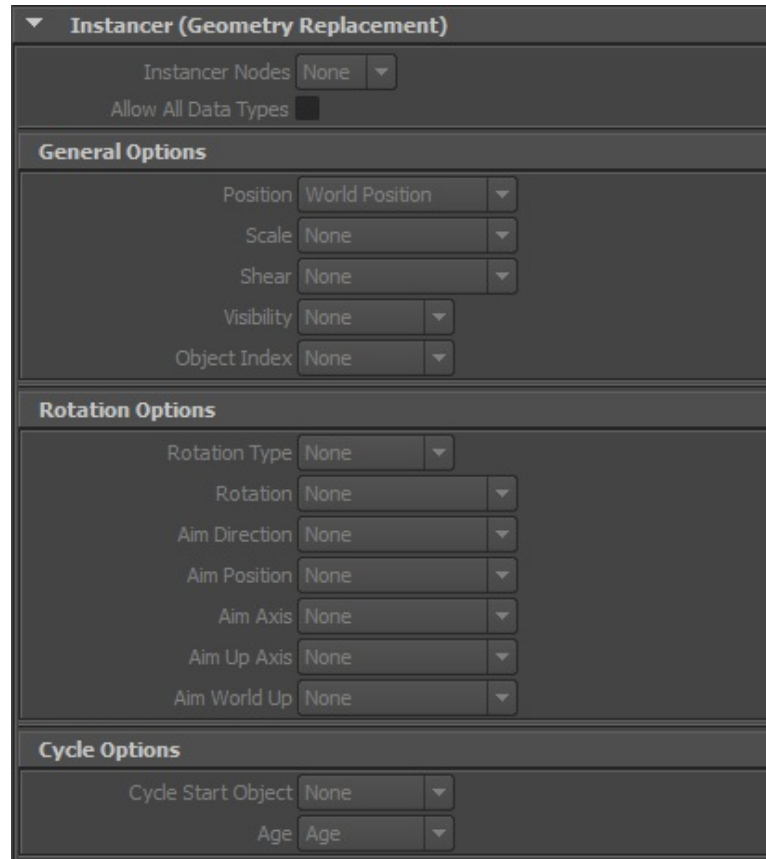 Instancer (Geometry Replacement)
Instancer Nodes None
Allow All Data Types
General Options
Position World Position
Scale None
Shear None
Visibility None
Object Index None
Rotation Options
Rotation Type None
Rotation None
Aim Direction None
Aim Position None
Aim Axis None
Aim Up Axis None
Aim World Up None
Cycle Options
Cycle Start Object None
Age Age